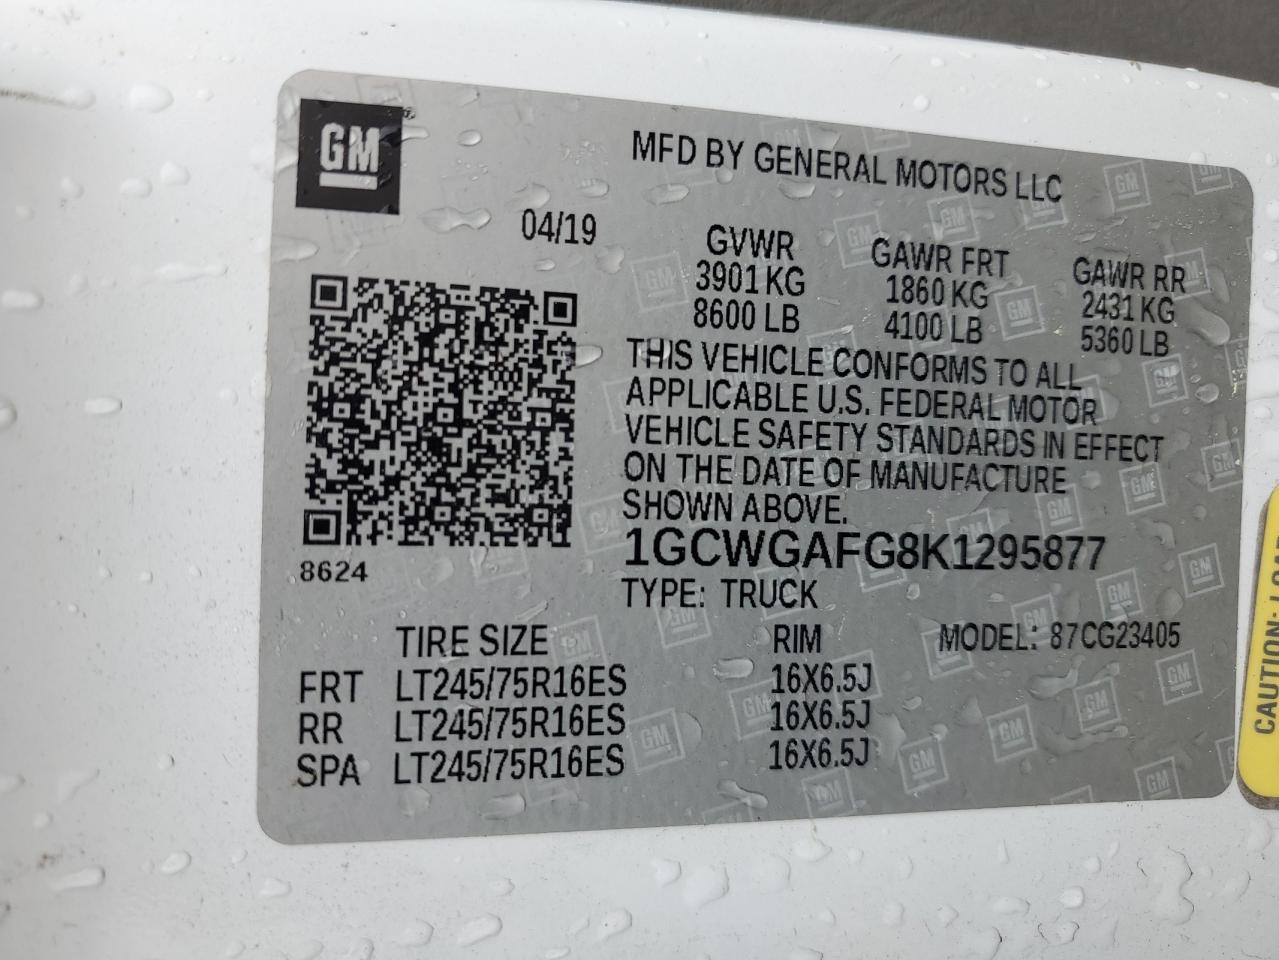 GM
MFD BY GENERAL MOTORS LLC
04/19
GVWR GAWR FRT GAWR RR
3901 KG 1860 KG 2431 KG
8600 LB 4100 LB 5360 LB
THIS VEHICLE CONFORMS TO ALL
APPLICABLE U.S. FEDERAL MOTOR
VEHICLE SAFETY STANDARDS IN EFFECT
ON THE DATE OF MANUFACTURE
SHOWN ABOVE.
1GCWGAFG8K1295877
8624
TYPE: TRUCK
TIRE SIZE RIM MODEL: 87CG23405
FRT LT245/75R16ES 16X6.5J
RR LT245/75R16ES 16X6.5J
SPA LT245/75R16ES 16X6.5J
CAUTION: